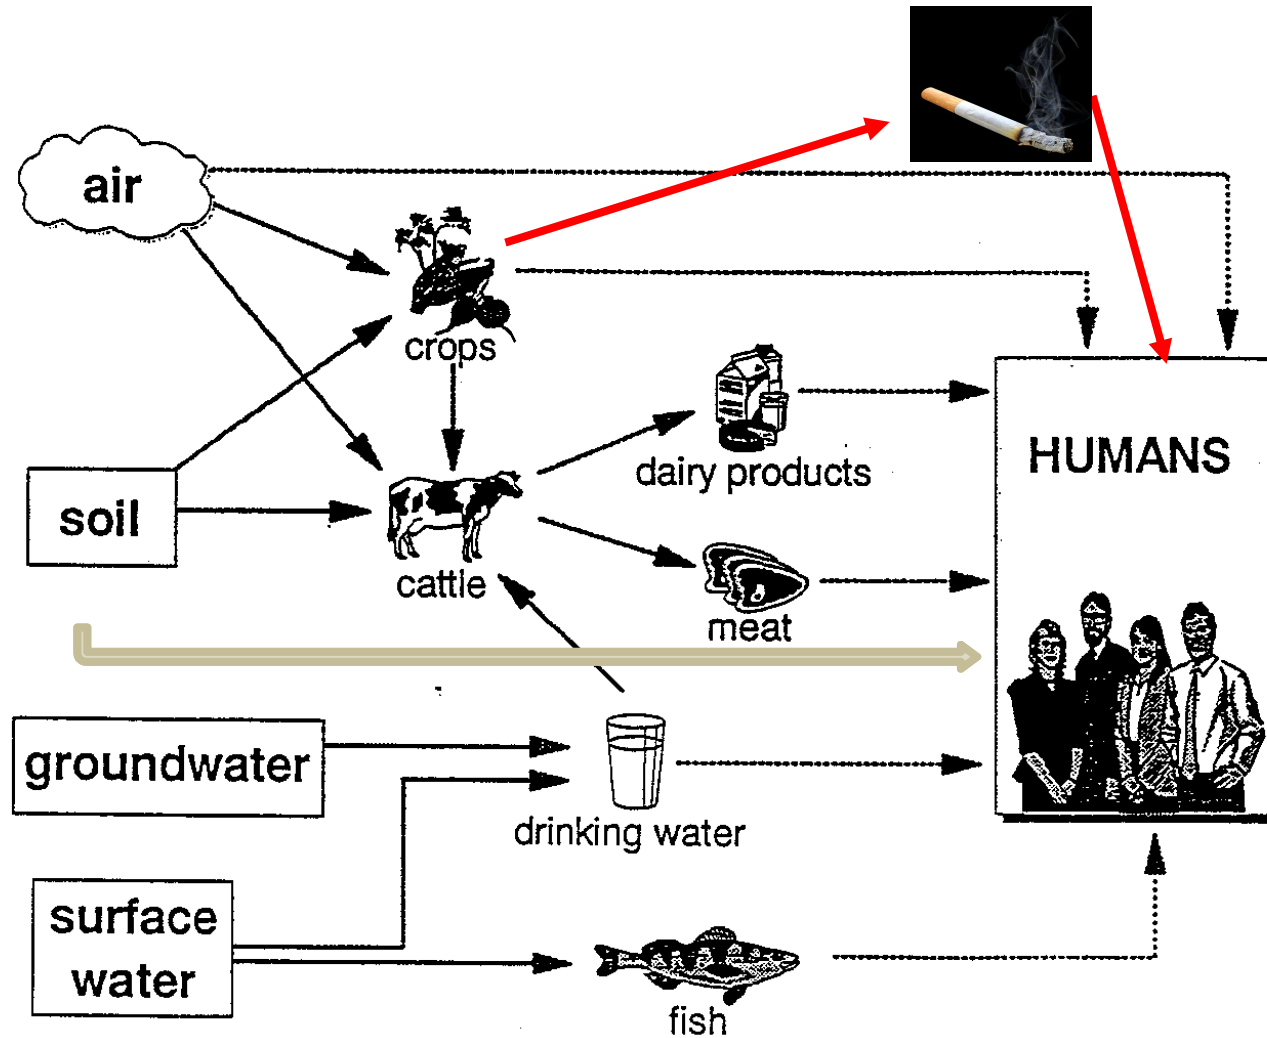 air
crops
dairy products
HUMANS
soil
cattle
meat
groundwater
drinking water
surface
water
fish